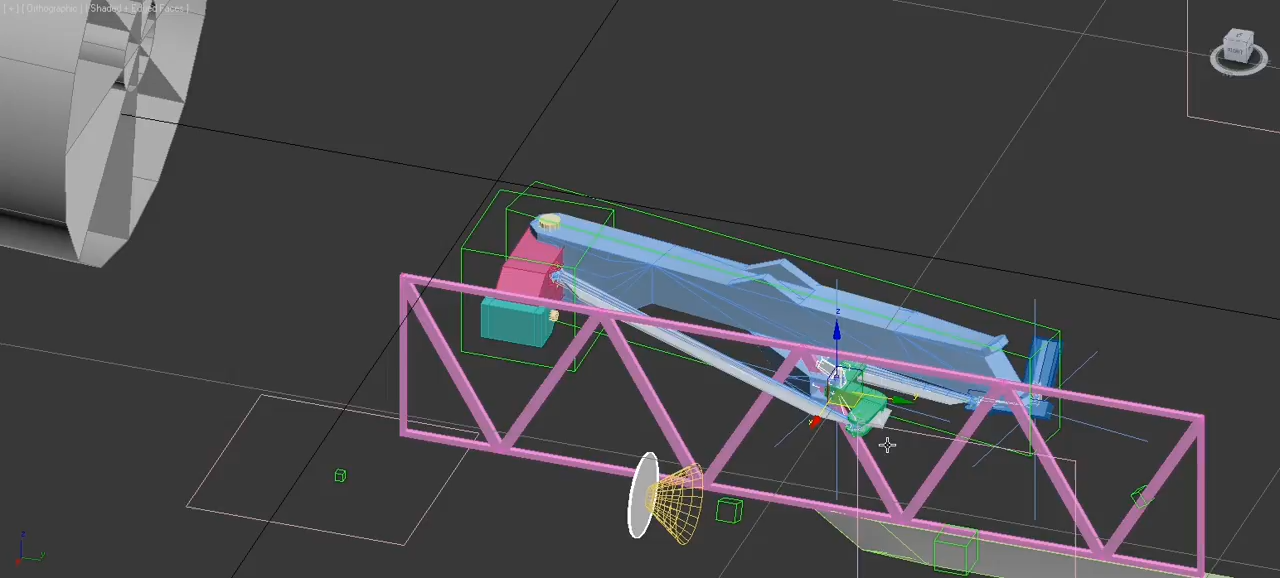 [ + ] [ Orthographic ] [ Shaded + Edged Faces ]
z
y
x
z
y